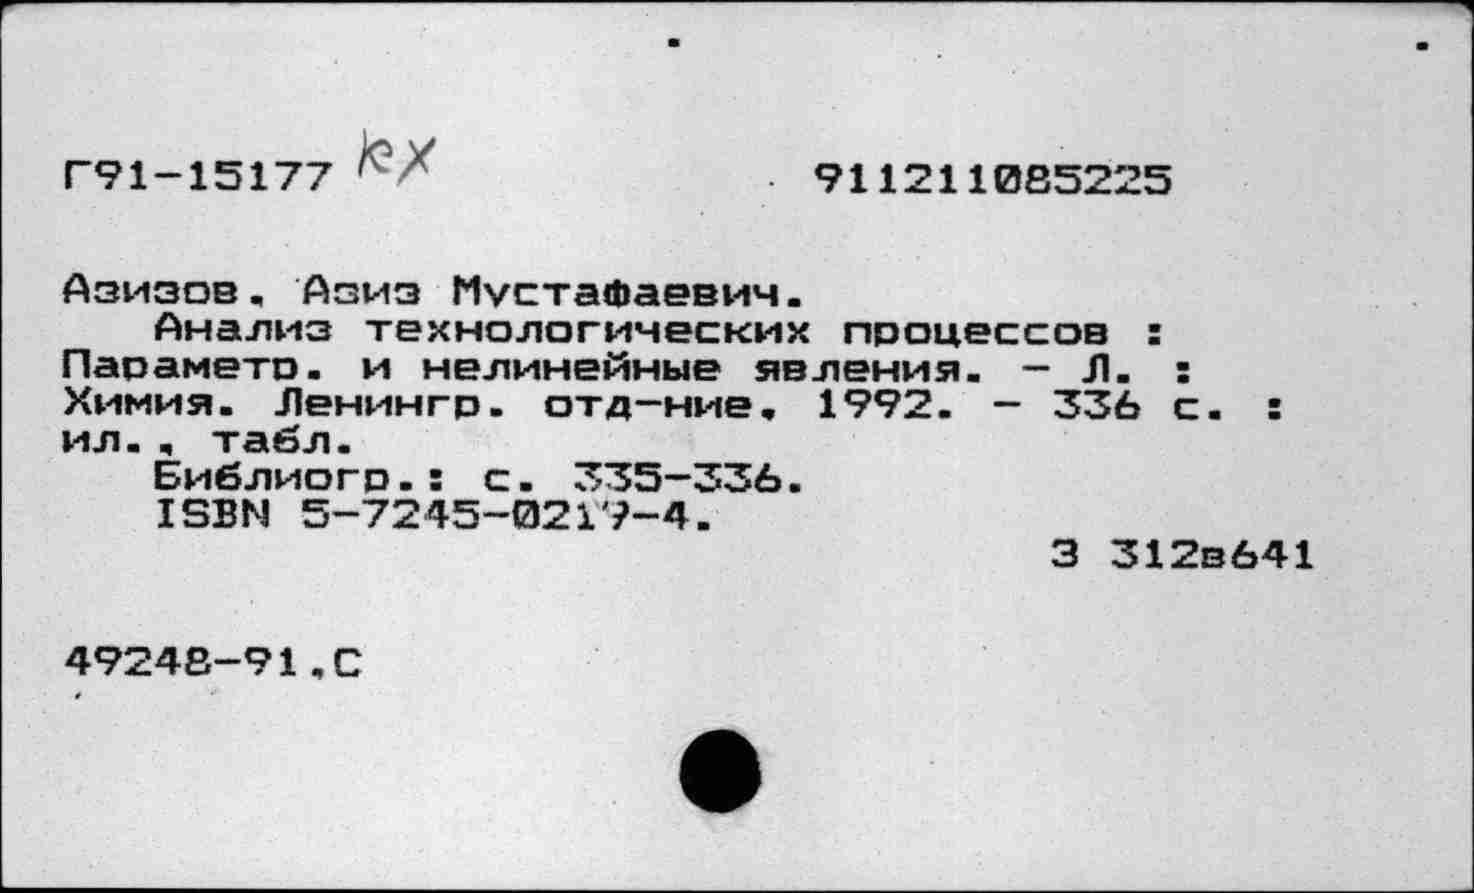 Г91-15177 кх 911211085225
Азизов, Азиз Мустафаевич.
Анализ технологических процессов :
Параметр. и нелинейные явления. - Л. :
Химия. Ленингр. отд-ние, 1992. - 336 с. :
ил., табл.
Библиогр.: с. 335-336.
ISBN 5-7245-0219-4.
З 312в641
49248-91,С